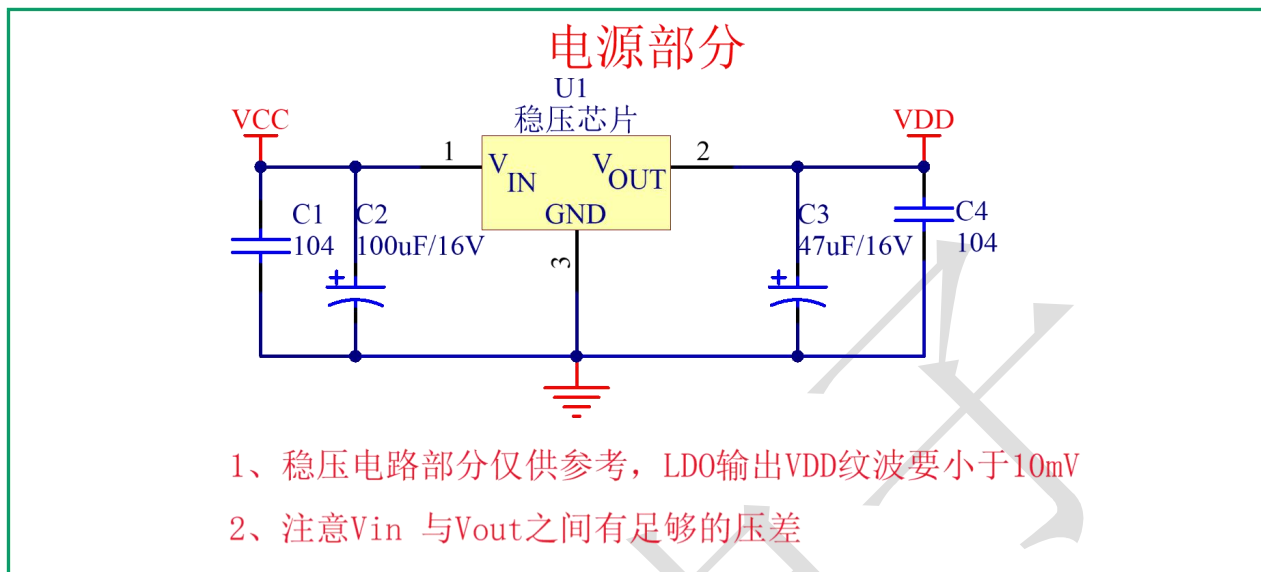 电源部分
U1
稳压芯片
VCC
VDD
1
2
VIN
VOUT
GND
3
C1
104
C2
100uF/16V
C3
47uF/16V
C4
104
1、稳压电路部分仅供参考，LDO输出VDD纹波要小于10mV
2、注意Vin 与Vout之间有足够的压差